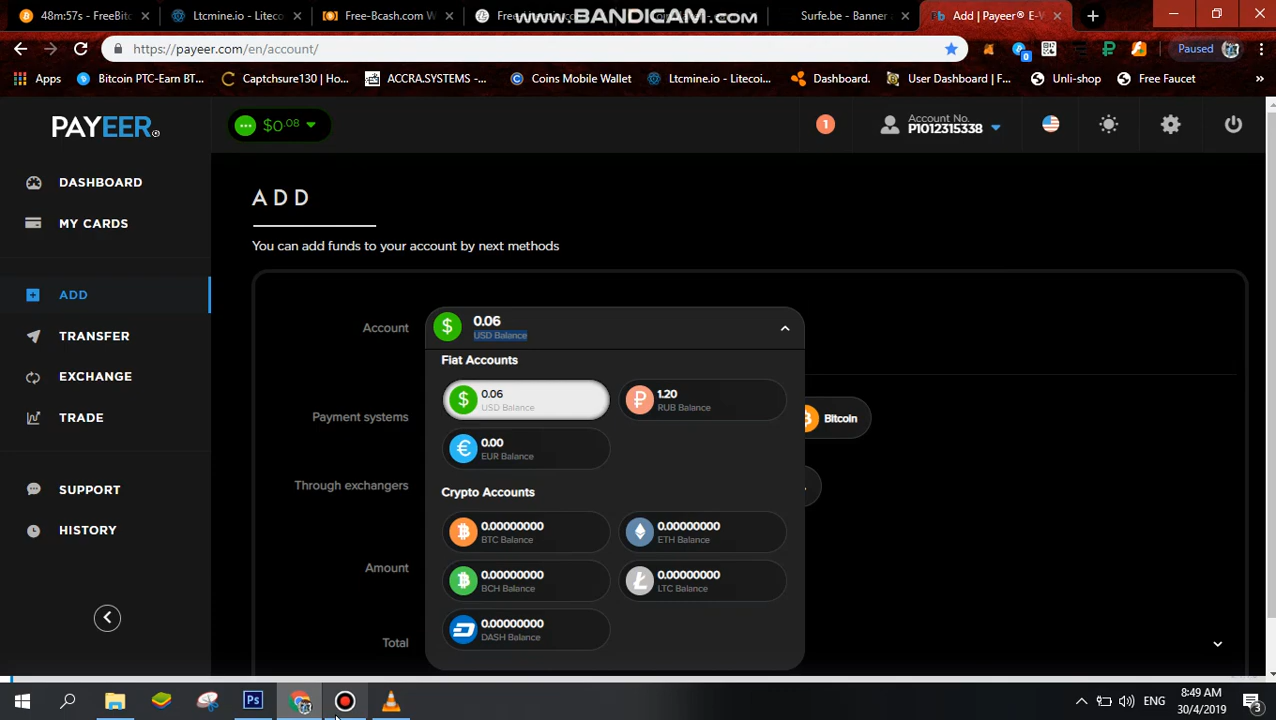 48m:57s - FreeBit
Ltcmine.io - Liteco
Free-Bcash.com W
Free
www.BANDICAM.com
Surfe.be - Banner
Add | Payeer® E-W
https://payeer.com/en/account/
0
Paused
Apps
Bitcoin PTC-Earn BT...
Captchsure130 | Ho...
ACCRA.SYSTEMS -...
Coins Mobile Wallet
Ltcmine.io - Litecoi...
Dashboard.
User Dashboard | F...
Uni-shop
Free Faucet
»
PAYEER®
$0.08
1
Account No.
P1012315338
DASHBOARD
MY CARDS
ADD
TRANSFER
EXCHANGE
TRADE
SUPPORT
HISTORY
ADD
You can add funds to your account by next methods
Account
0.06
USD Balance
Fiat Accounts
0.06
USD Balance
1.20
RUB Balance
0.00
EUR Balance
Payment systems
Bitcoin
Through exchangers
Crypto Accounts
0.00000000
BTC Balance
0.00000000
ETH Balance
Amount
0.00000000
BCH Balance
0.00000000
LTC Balance
0.00000000
DASH Balance
Total
Ps
ENG
8:49 AM
30/4/2019
3